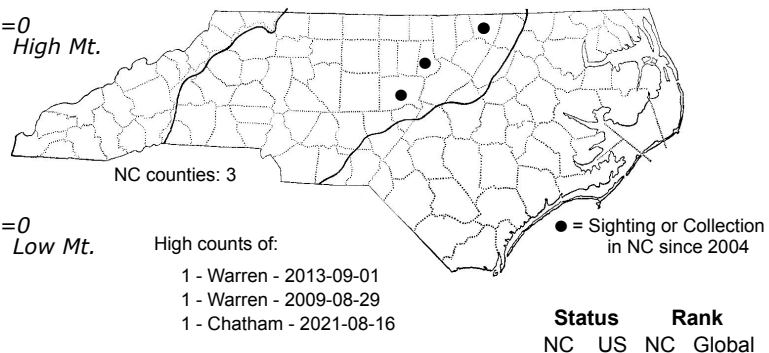 =0
High Mt.
NC counties: 3
=0
Low Mt.
High counts of:
1 - Warren - 2013-09-01
1 - Warren - 2009-08-29
1 - Chatham - 2021-08-16
● = Sighting or Collection
in NC since 2004
Status Rank
NC US NC Global